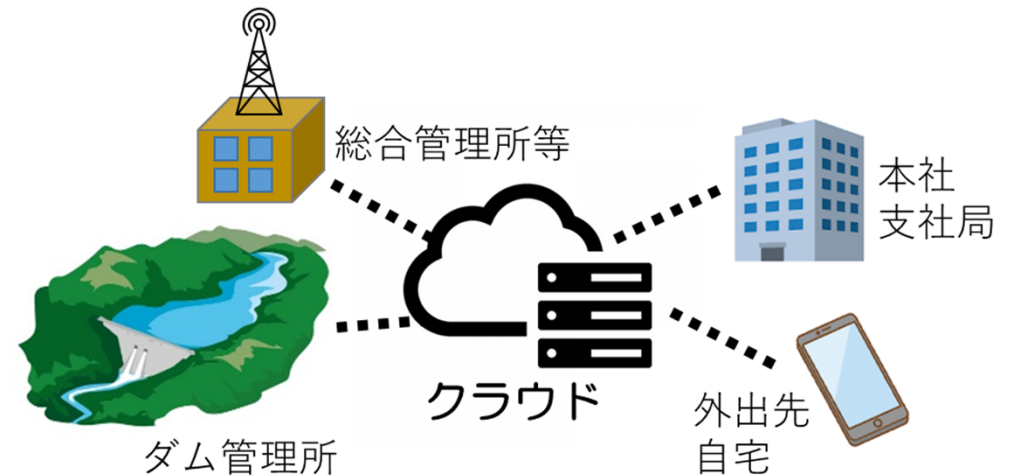 総合管理所等
本社
支社局
クラウド
外出先
自宅
ダム管理所